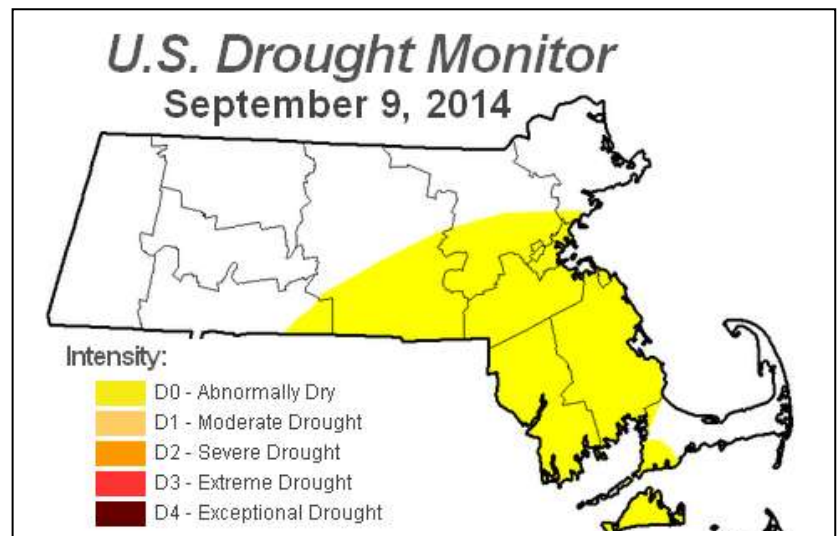 U.S. Drought Monitor
September 9, 2014
Intensity:
D0 - Abnormally Dry
D1 - Moderate Drought
D2 - Severe Drought
D3 - Extreme Drought
D4 - Exceptional Drought